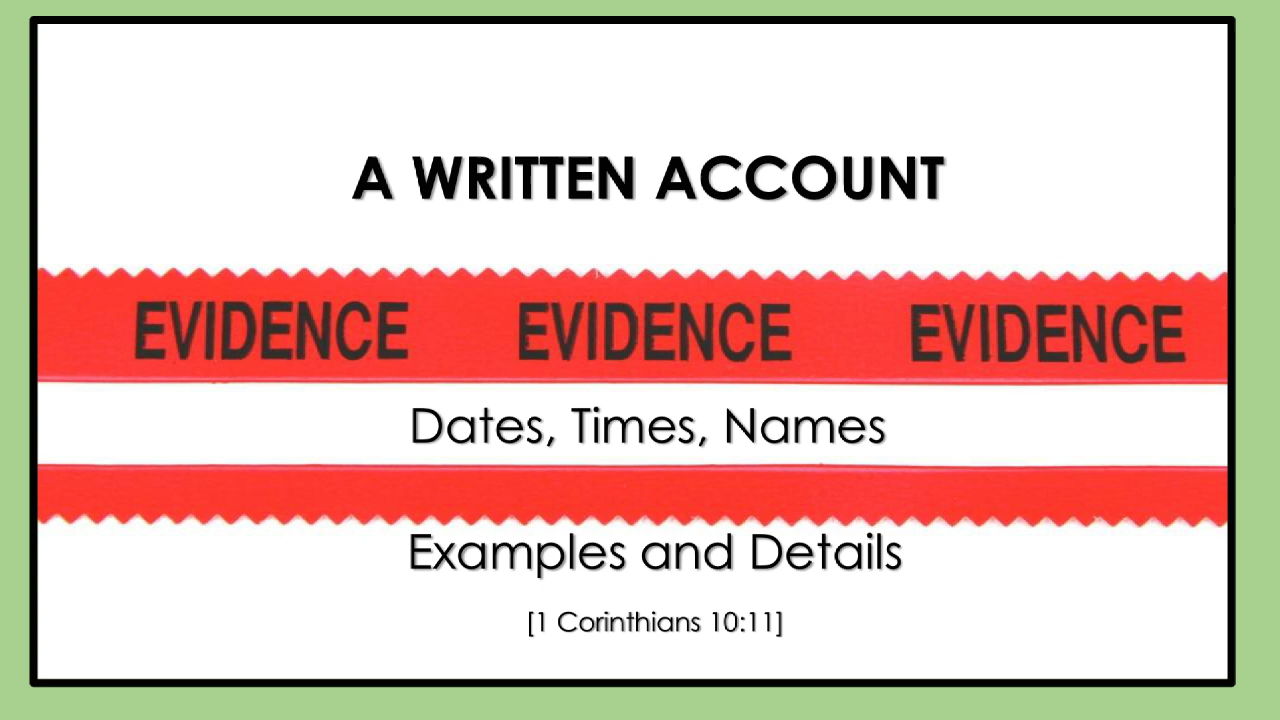 A WRITTEN ACCOUNT
EVIDENCE EVIDENCE EVIDENCE
Dates, Times, Names
Examples and Details
[1 Corinthians 10:11]